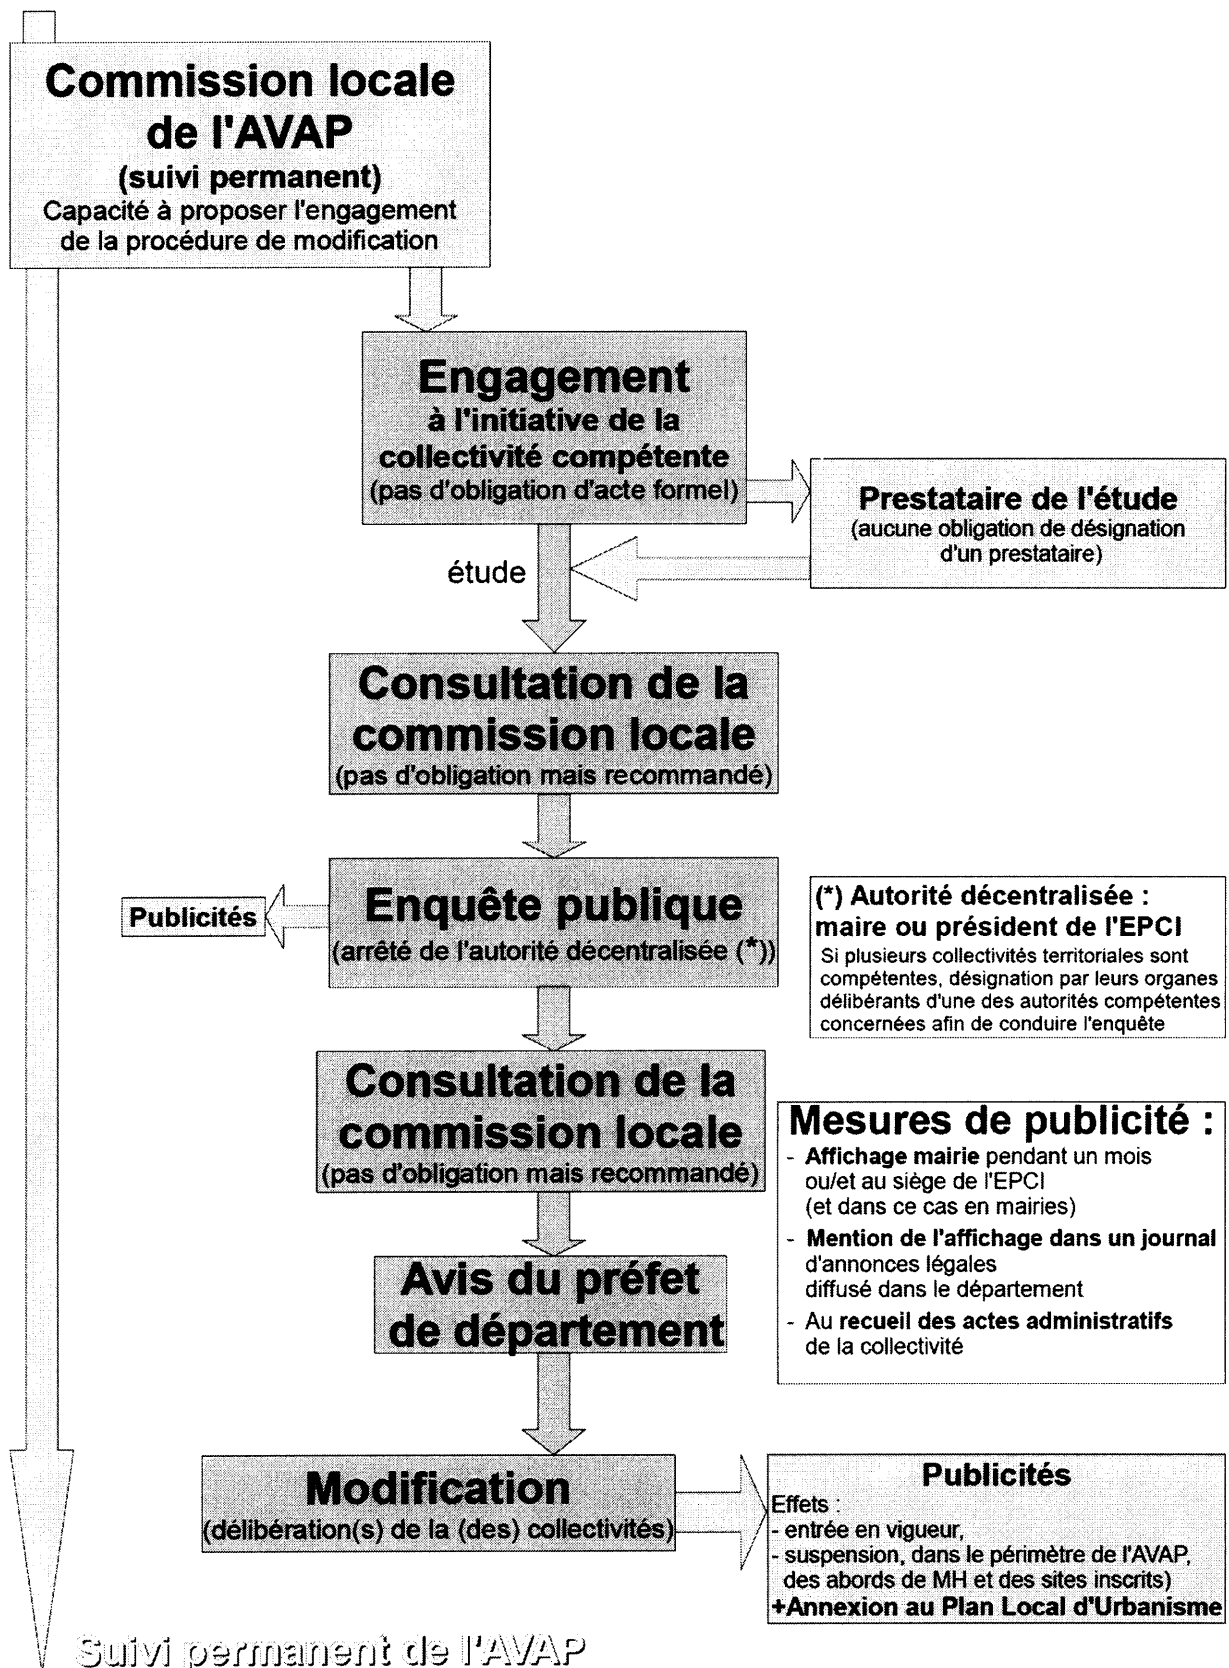 Commission locale
de l'AVAP
(suivi permanent)
Capacité à proposer l'engagement
de la procédure de modification
Engagement
à l'initiative de la
collectivité compétente
(pas d'obligation d'acte formel)
Prestataire de l'étude
(aucune obligation de désignation
d'un prestataire)
étude
Consultation de la
commission locale
(pas d'obligation mais recommandé)
Publicités
Enquête publique
(arrêté de l'autorité décentralisée (*))
(*) Autorité décentralisée :
maire ou président de l'EPCI
Si plusieurs collectivités territoriales sont
compétentes, désignation par leurs organes
délibérants d'une des autorités compétentes
concernées afin de conduire l'enquête
Consultation de la
commission locale
(pas d'obligation mais recommandé)
Mesures de publicité :
- Affichage mairie pendant un mois
ou/et au siège de l'EPCI
(et dans ce cas en mairies)
- Mention de l'affichage dans un journal
d'annonces légales
diffusé dans le département
- Au recueil des actes administratifs
de la collectivité
Avis du préfet
de département
Modification
(délibération(s) de la (des) collectivités)
Publicités
Effets :
- entrée en vigueur,
- suspension, dans le périmètre de l'AVAP,
des abords de MH et des sites inscrits)
+Annexion au Plan Local d'Urbanisme
Suivi permanent de l'AVAP